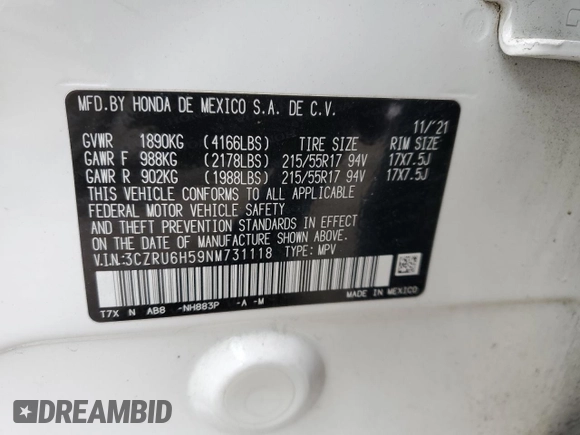 MFD.BY HONDA DE MEXICO S.A. DE C.V.
11/'21
GVWR 1890KG (4166LBS) TIRE SIZE RIM SIZE
GAWR F 988KG (2178LBS) 215/55R17 94V 17X7.5J
GAWR R 902KG (1988LBS) 215/55R17 94V 17X7.5J
THIS VEHICLE CONFORMS TO ALL APPLICABLE
FEDERAL MOTOR VEHICLE SAFETY
AND THEFT PREVENTION STANDARDS IN EFFECT
ON THE DATE OF MANUFACTURE SHOWN ABOVE.
V.I.N:3CZRU6H59NM731118 TYPE: MPV
T7X N AB8 -NH883P -A -M
MADE IN MEXICO
DREAMBID